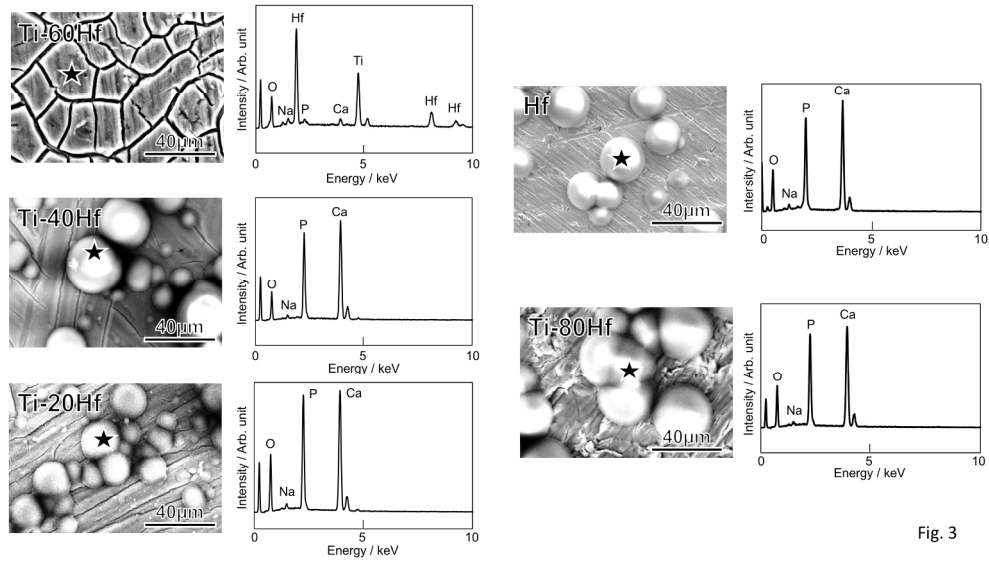 Ti-60Hf
40μm
Intensity / Arb. unit
Hf
O
Na
P
Ca
Ti
Hf
Hf
0
5
10
Energy / keV
Ti-40Hf
40μm
Intensity / Arb. unit
O
Na
P
Ca
0
5
10
Energy / keV
Ti-20Hf
40μm
Intensity / Arb. unit
O
Na
P
Ca
0
5
10
Energy / keV
Hf
40μm
Intensity / Arb. unit
O
Na
P
Ca
0
5
10
Energy / keV
Ti-80Hf
40μm
Intensity / Arb. unit
O
Na
P
Ca
0
5
10
Energy / keV
Fig. 3